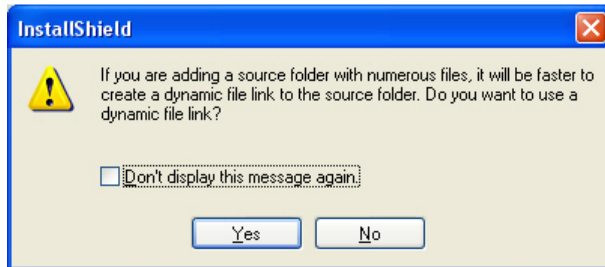 InstallShield
If you are adding a source folder with numerous files, it will be faster to
create a dynamic file link to the source folder. Do you want to use a
dynamic file link?
Don't display this message again.
Yes No